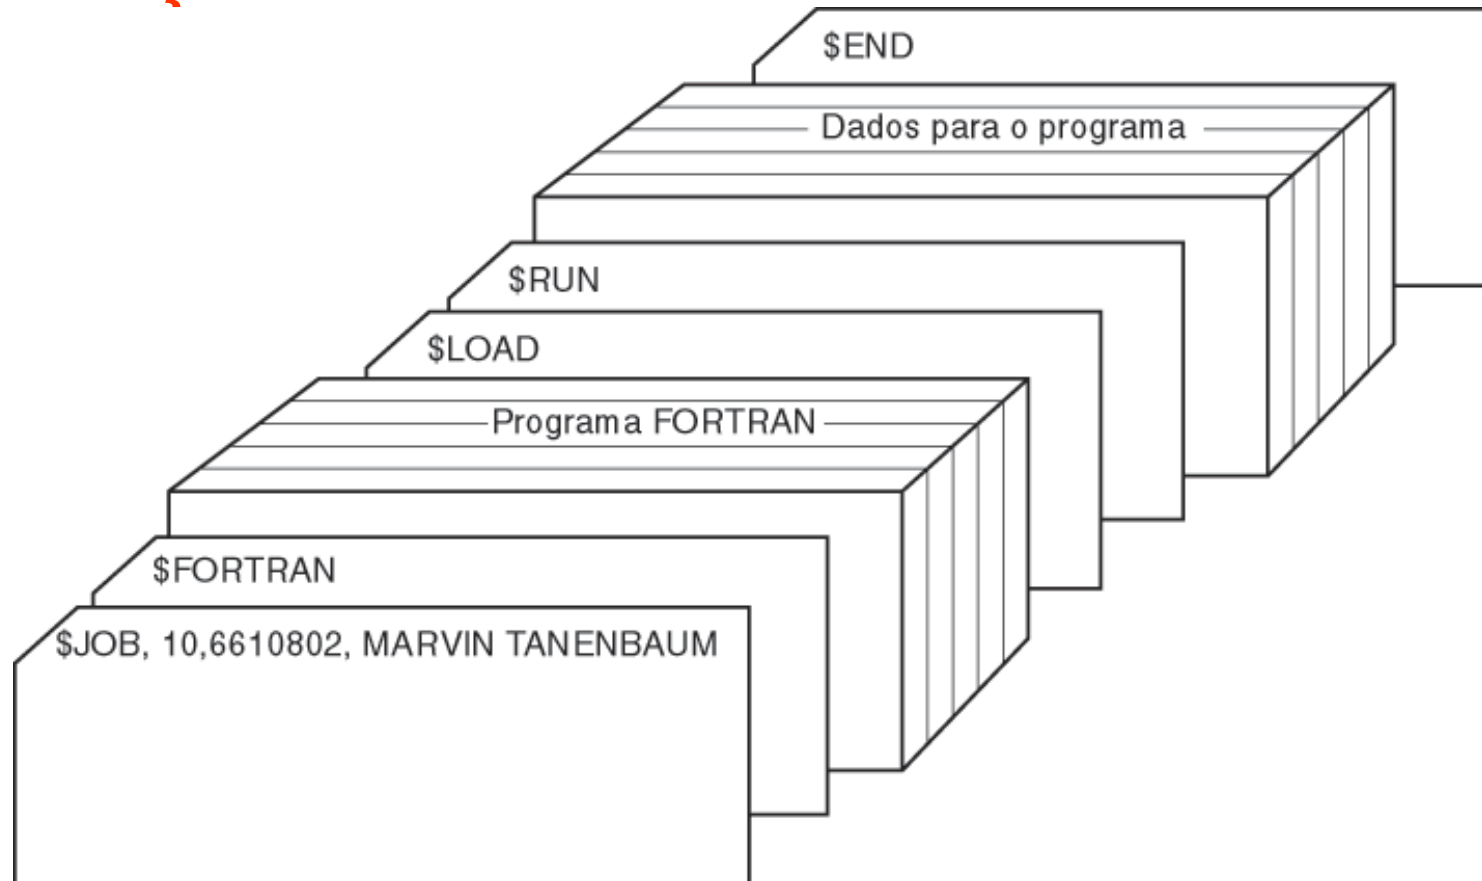 $END
Dados para o programa
$RUN
$LOAD
Programa FORTRAN
$FORTRAN
$JOB, 10,6610802, MARVIN TANENBAUM